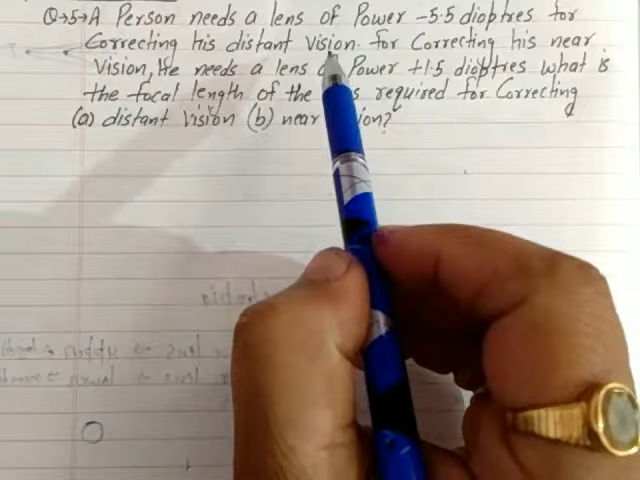 Q→5→A Person needs a lens of Power -5.5 dioptres for
Correcting his distant Vision. for Correcting his near
Vision, He needs a lens Power +1.5 dioptres what is
the focal length of the required for Correcting
(a) distant Vision (b) near ion?